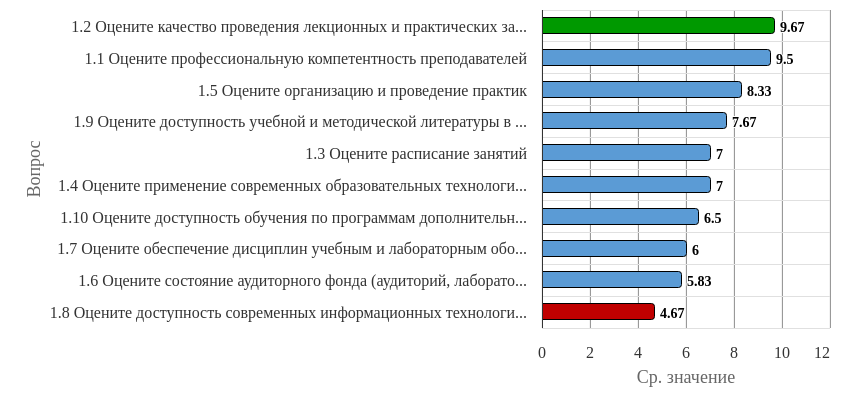 1.2 Оцените качество проведения лекционных и практических за...
9.67
1.1 Оцените профессиональную компетентность преподавателей
9.5
1.5 Оцените организацию и проведение практик
8.33
1.9 Оцените доступность учебной и методической литературы в ...
7.67
1.3 Оцените расписание занятий
7
1.4 Оцените применение современных образовательных технологи...
7
1.10 Оцените доступность обучения по программам дополнительн...
6.5
1.7 Оцените обеспечение дисциплин учебным и лабораторным обо...
6
1.6 Оцените состояние аудиторного фонда (аудиторий, лаборато...
5.83
1.8 Оцените доступность современных информационных технологи...
4.67
Вопрос
0 2 4 6 8 10 12
Ср. значение